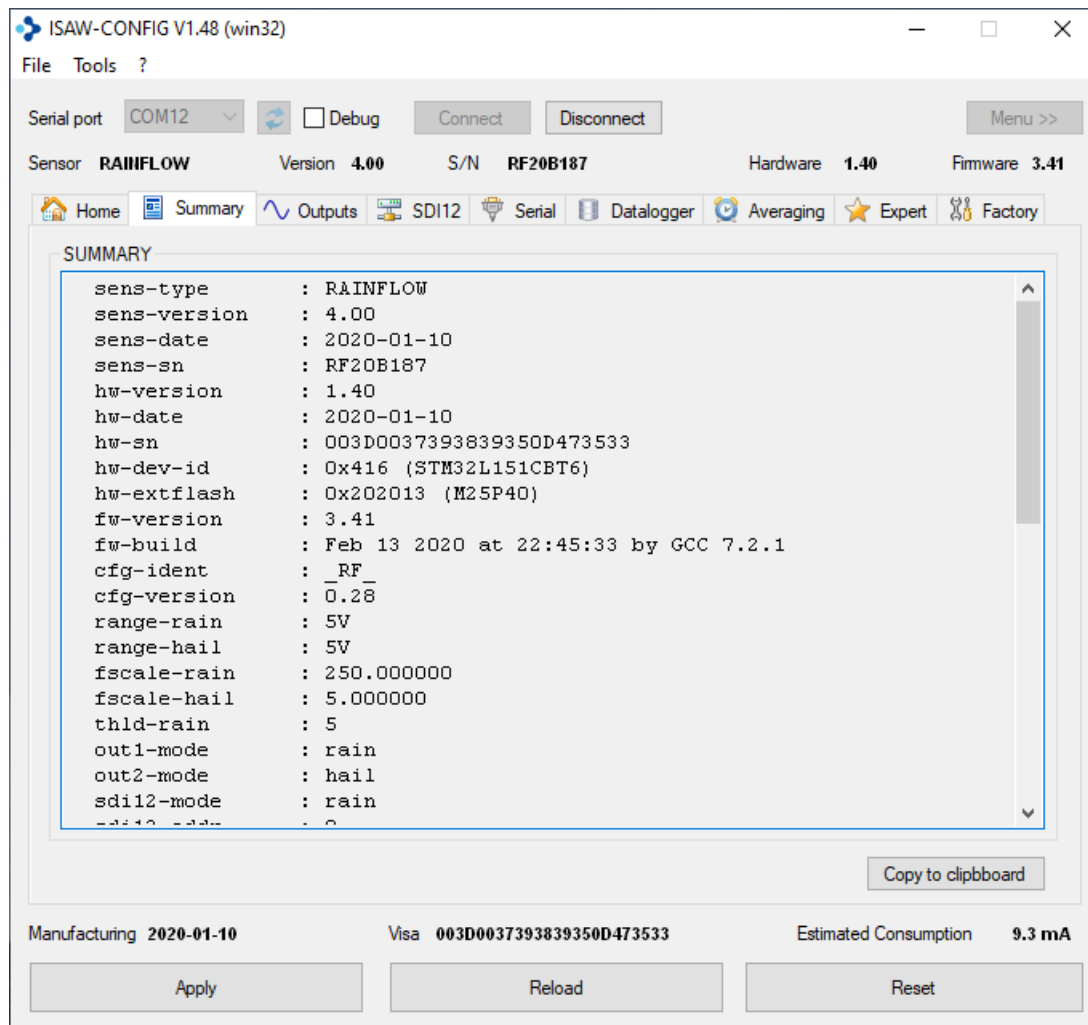 ISAW-CONFIG V1.48 (win32)
File Tools ?
Serial port COM12 Debug Connect Disconnect Menu >>
Sensor RAINFLOW Version 4.00 S/N RF20B187 Hardware 1.40 Firmware 3.41
Home Summary Outputs SDI12 Serial Datalogger Averaging Expert Factory
SUMMARY
sens-type : RAINFLOW
sens-version : 4.00
sens-date : 2020-01-10
sens-sn : RF20B187
hw-version : 1.40
hw-date : 2020-01-10
hw-sn : 003D0037393839350D473533
hw-dev-id : 0x416 (STM32L151CBT6)
hw-extflash : 0x202013 (M25P40)
fw-version : 3.41
fw-build : Feb 13 2020 at 22:45:33 by GCC 7.2.1
cfg-ident : _RF_
cfg-version : 0.28
range-rain : 5V
range-hail : 5V
fscale-rain : 250.000000
fscale-hail : 5.000000
thld-rain : 5
out1-mode : rain
out2-mode : hail
sdi12-mode : rain
Copy to clipbboard
Manufacturing 2020-01-10 Visa 003D0037393839350D473533 Estimated Consumption 9.3 mA
Apply Reload Reset